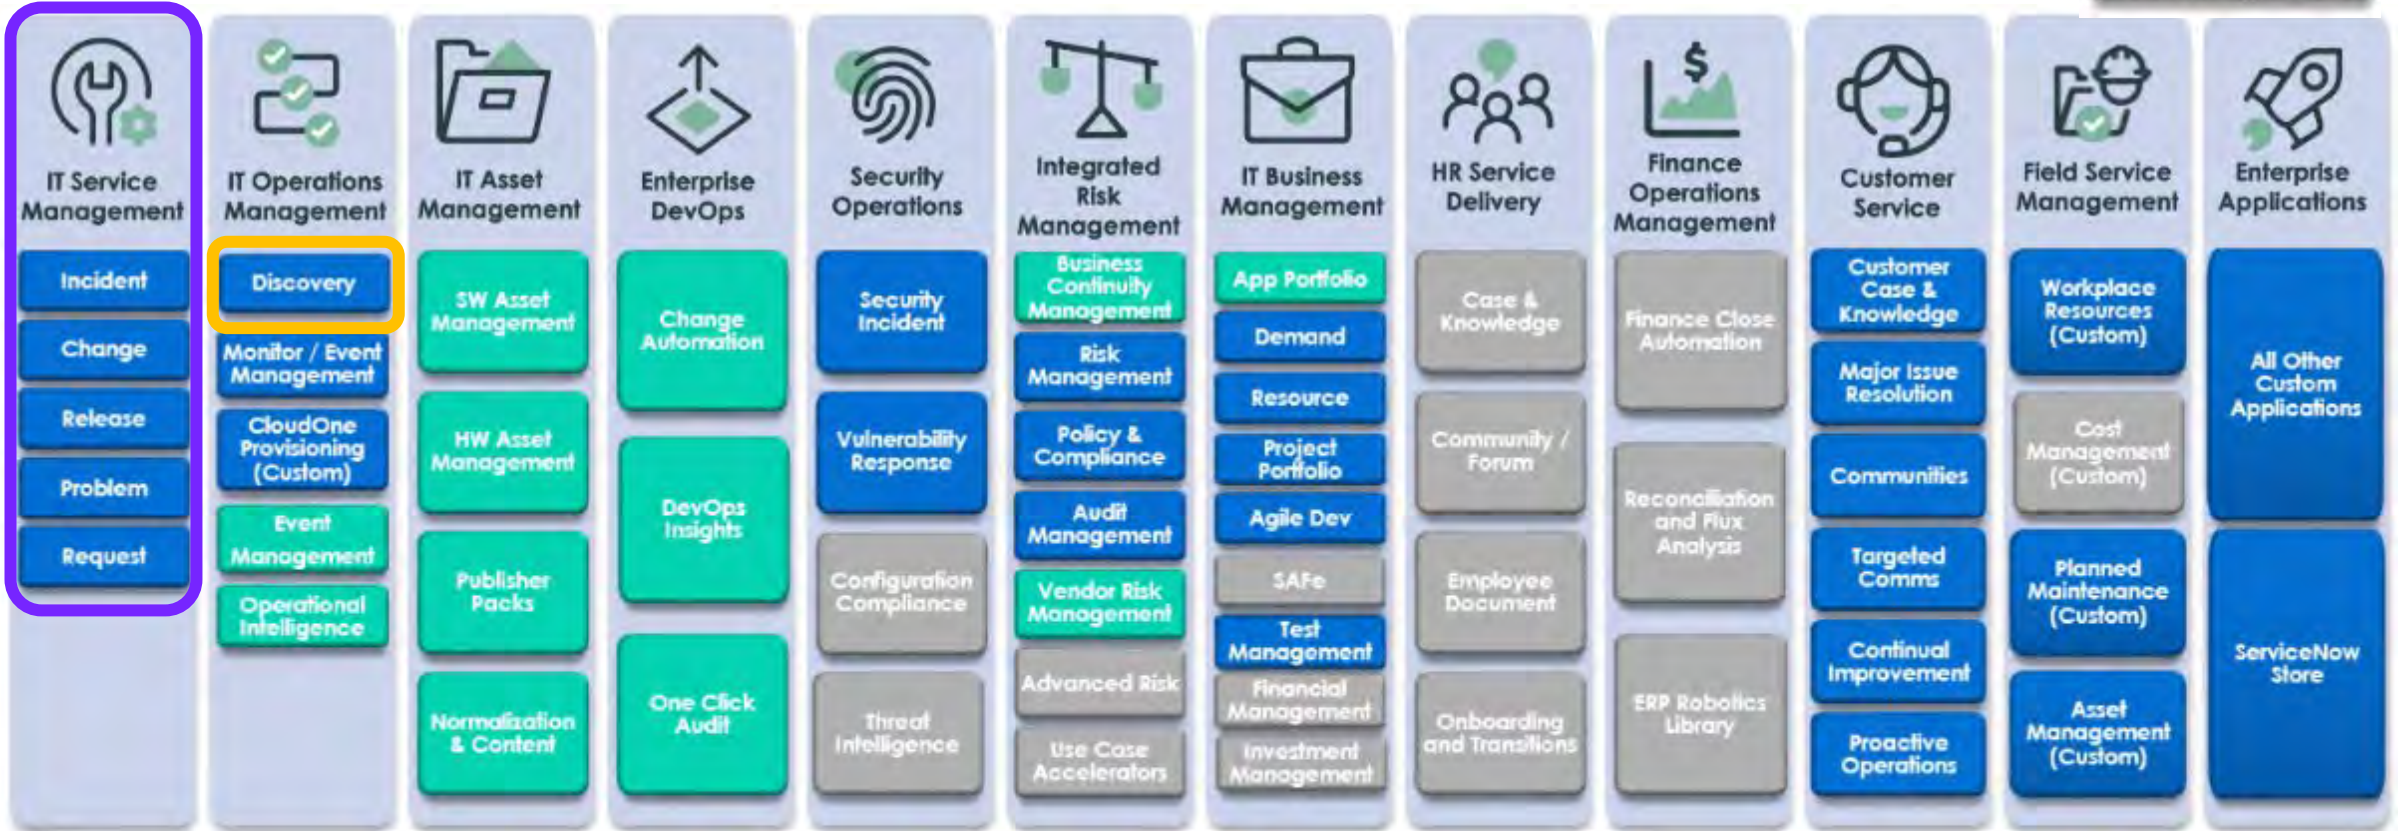 IT Service
Management
Incident
Change
Release
Problem
Request
IT Operations
Management
Discovery
Monitor / Event
Management
CloudOne
Provisioning
(Custom)
Event
Management
Operational
Intelligence
IT Asset
Management
SW Asset
Management
HW Asset
Management
Publisher
Packs
Normalization
& Content
Enterprise
DevOps
Change
Automation
DevOps
Insights
One Click
Audit
Security
Operations
Security
Incident
Vulnerability
Response
Configuration
Compliance
Threat
Intelligence
Integrated
Risk
Management
Business
Continuity
Management
Risk
Management
Policy &
Compliance
Audit
Management
Vendor Risk
Management
Advanced Risk
Use Case
Accelerators
IT Business
Management
App Portfolio
Demand
Resource
Project
Portfolio
Agile Dev
SAFe
Test
Management
Financial
Management
Investment
Management
HR Service
Delivery
Case &
Knowledge
Community /
Forum
Employee
Document
Onboarding
and Transitions
$
Finance
Operations
Management
Finance Close
Automation
Reconciliation
and Flux
Analysis
ERP Robotics
Library
Customer
Service
Customer
Case &
Knowledge
Major Issue
Resolution
Communities
Targeted
Comms
Continual
Improvement
Proactive
Operations
Field Service
Management
Workplace
Resources
(Custom)
Cost
Management
(Custom)
Planned
Maintenance
(Custom)
Asset
Management
(Custom)
Enterprise
Applications
All Other
Custom
Applications
ServiceNow
Store